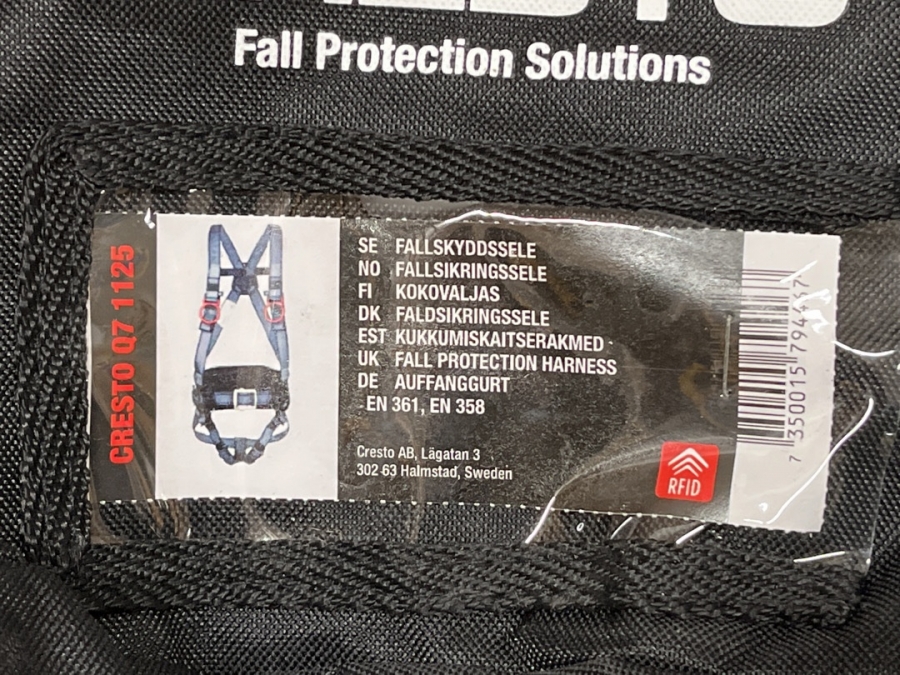 Fall Protection Solutions
CRESTO Q7 1125
SE FALLSKYDDSSELE
NO FALLSIKRINGSSELE
FI KOKOVALJAS
DK FALDSIKRINGSSELE
EST KUKKUMISKAITSERAKMED
UK FALL PROTECTION HARNESS
DE AUFFANGGURT
EN 361, EN 358
Cresto AB, Lägatan 3
302 63 Halmstad, Sweden
RFID